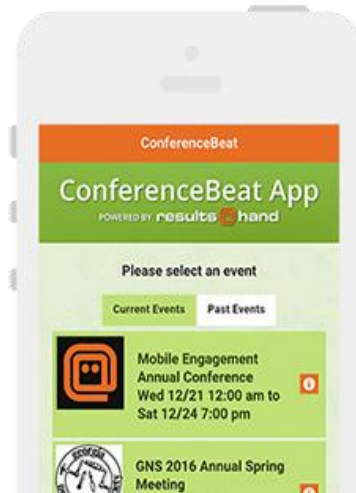 ConferenceBeat
ConferenceBeat App
POWERED BY results@hand
Please select an event
Current Events Past Events
Mobile Engagement
Annual Conference
Wed 12/21 12:00 am to
Sat 12/24 7:00 pm
georgia
GNS 2016 Annual Spring
Meeting